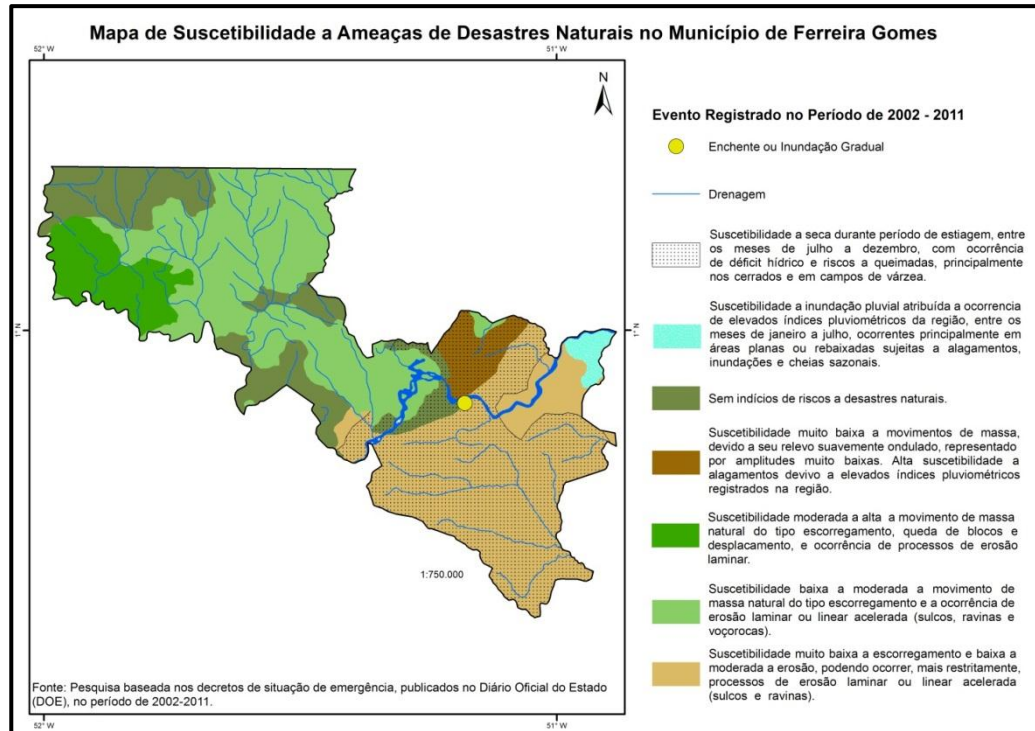 Mapa de Suscetibilidade a Ameaças de Desastres Naturais no Município de Ferreira Gomes
52° W
51° W
N
1° N
1° N
1:750.000
Fonte: Pesquisa baseada nos decretos de situação de emergência, publicados no Diário Oficial do Estado
(DOE), no período de 2002-2011.
52° W
51° W
Evento Registrado no Período de 2002 - 2011
Enchente ou Inundação Gradual
Drenagem
Suscetibilidade a seca durante período de estiagem, entre
os meses de julho a dezembro, com ocorrência
de déficit hídrico e riscos a queimadas, principalmente
nos cerrados e em campos de várzea.
Suscetibilidade a inundação pluvial atribuída a ocorrencia
de elevados índices pluviométricos da região, entre os
meses de janeiro a julho, ocorrentes principalmente em
áreas planas ou rebaixadas sujeitas a alagamentos,
inundações e cheias sazonais.
Sem indícios de riscos a desastres naturais.
Suscetibilidade muito baixa a movimentos de massa,
devido a seu relevo suavemente ondulado, representado
por amplitudes muito baixas. Alta suscetibilidade a
alagamentos devivo a elevados índices pluviométricos
registrados na região.
Suscetibilidade moderada a alta a movimento de massa
natural do tipo escorregamento, queda de blocos e
desplacamento, e ocorrência de processos de erosão
laminar.
Suscetibilidade baixa a moderada a movimento de
massa natural do tipo escorregamento e a ocorrência de
erosão laminar ou linear acelerada (sulcos, ravinas e
voçorocas).
Suscetibilidade muito baixa a escorregamento e baixa a
moderada a erosão, podendo ocorrer, mais restritamente,
processos de erosão laminar ou linear acelerada
(sulcos e ravinas).